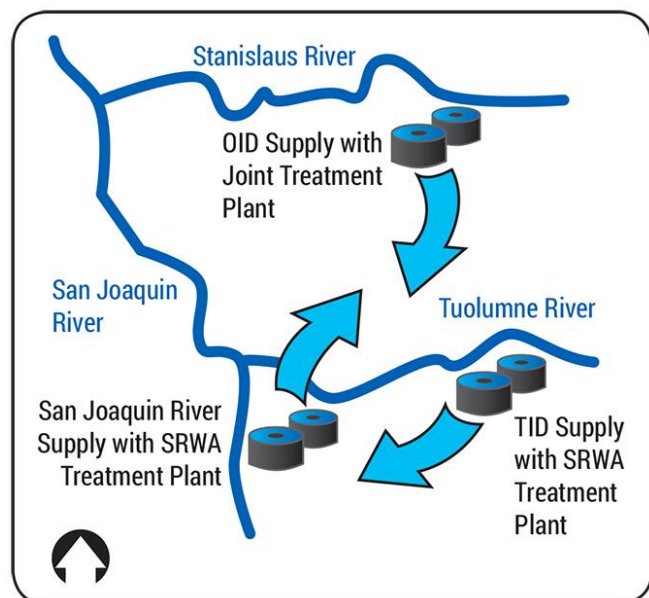 Stanislaus River
OID Supply with
Joint Treatment
Plant
San Joaquin
River
Tuolumne River
San Joaquin River
Supply with SRWA
Treatment Plant
TID Supply
with SRWA
Treatment
Plant